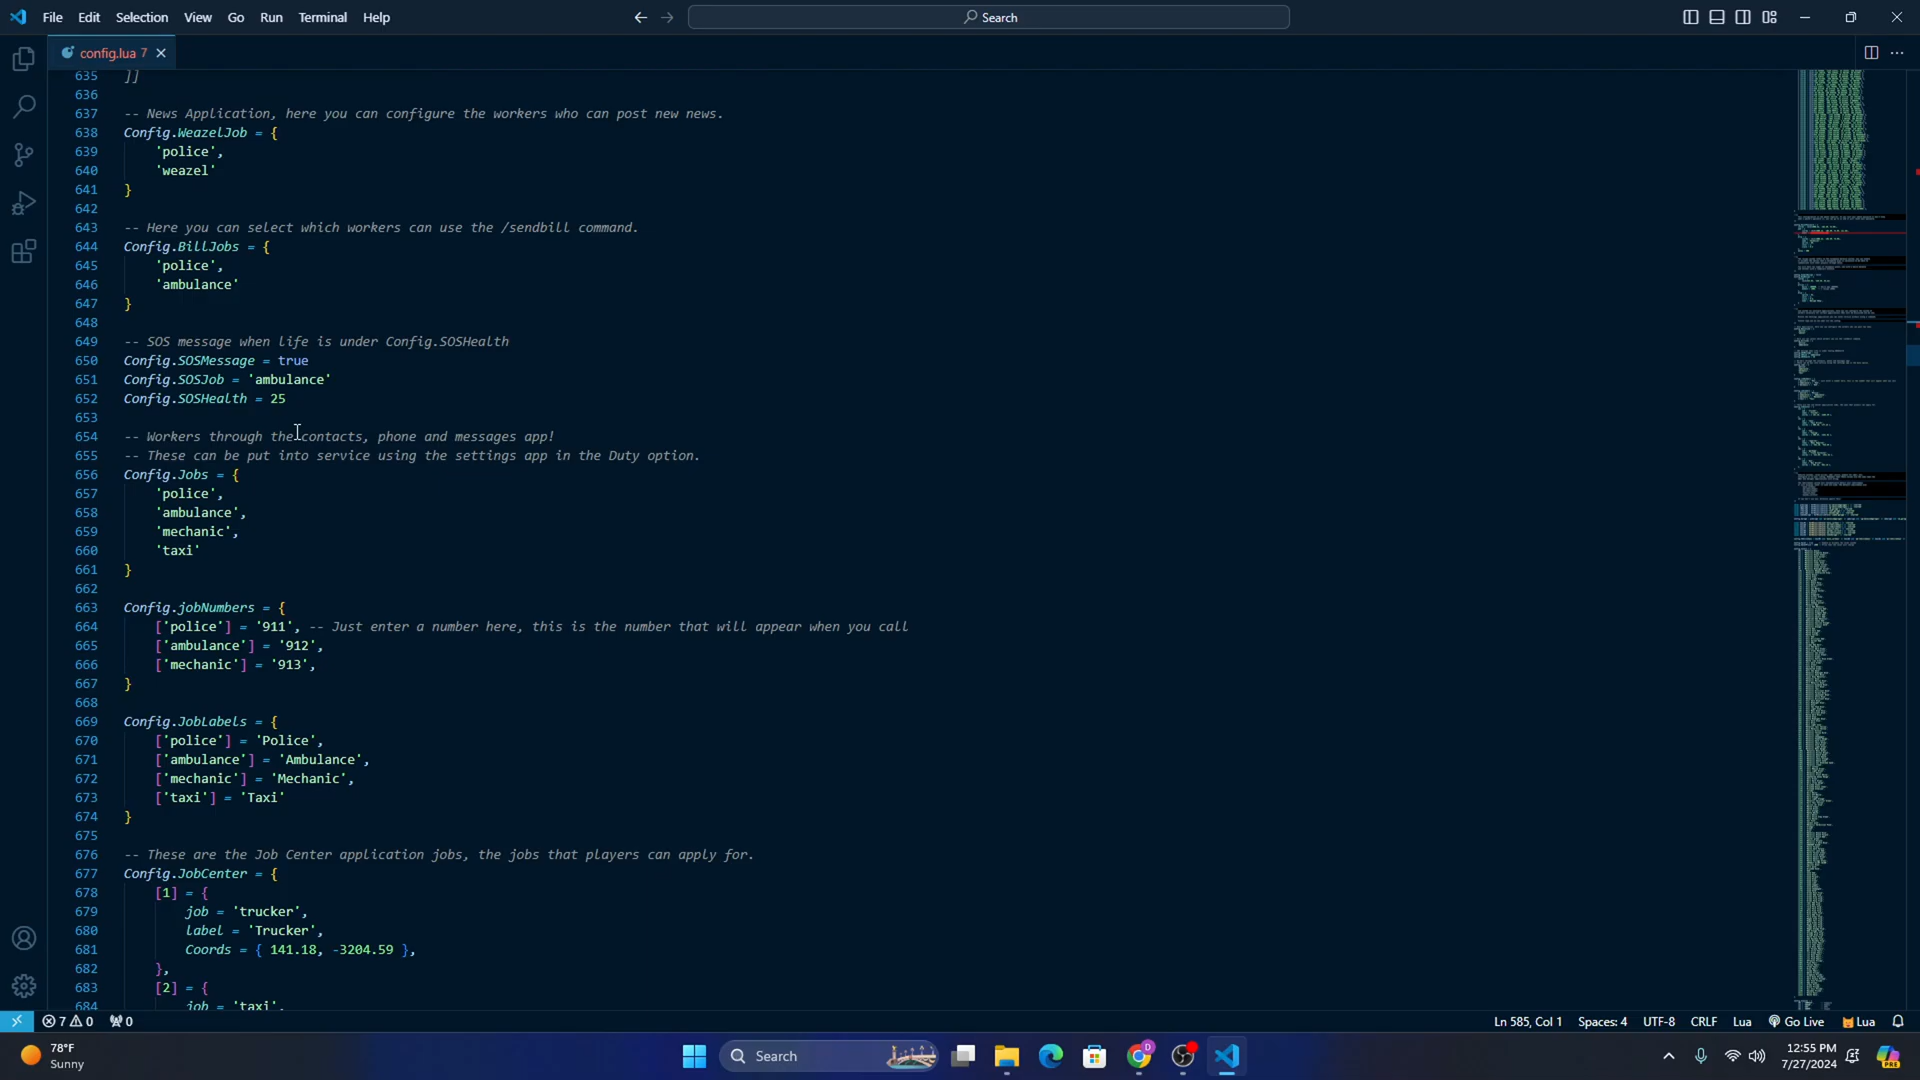 File Edit Selection View Go Run Terminal Help
Search
config.lua 7
635 ]]
636
637 -- News Application, here you can configure the workers who can post new news.
638 Config.WeazelJob = {
639 'police',
640 'weazel'
641 }
642
643 -- Here you can select which workers can use the /sendbill command.
644 Config.BillJobs = {
645 'police',
646 'ambulance'
647 }
648
649 -- SOS message when life is under Config.SOSHealth
650 Config.SOSMessage = true
651 Config.SOSJob = 'ambulance'
652 Config.SOSHealth = 25
653
654 -- Workers through the contacts, phone and messages app!
655 -- These can be put into service using the settings app in the Duty option.
656 Config.Jobs = {
657 'police',
658 'ambulance',
659 'mechanic',
660 'taxi'
661 }
662
663 Config.jobNumbers = {
664 ['police'] = '911', -- Just enter a number here, this is the number that will appear when you call
665 ['ambulance'] = '912',
666 ['mechanic'] = '913',
667 }
668
669 Config.JobLabels = {
670 ['police'] = 'Police',
671 ['ambulance'] = 'Ambulance',
672 ['mechanic'] = 'Mechanic',
673 ['taxi'] = 'Taxi'
674 }
675
676 -- These are the Job Center application jobs, the jobs that players can apply for.
677 Config.JobCenter = {
678 [1] = {
679 job = 'trucker',
680 label = 'Trucker',
681 Coords = { 141.18, -3204.59 },
682 },
683 [2] = {
684 job = 'taxi',
7 0 0 Ln 585, Col 1 Spaces: 4 UTF-8 CRLF Lua Go Live Lua
78°F
Sunny
Search
12:55 PM
7/27/2024
PRE